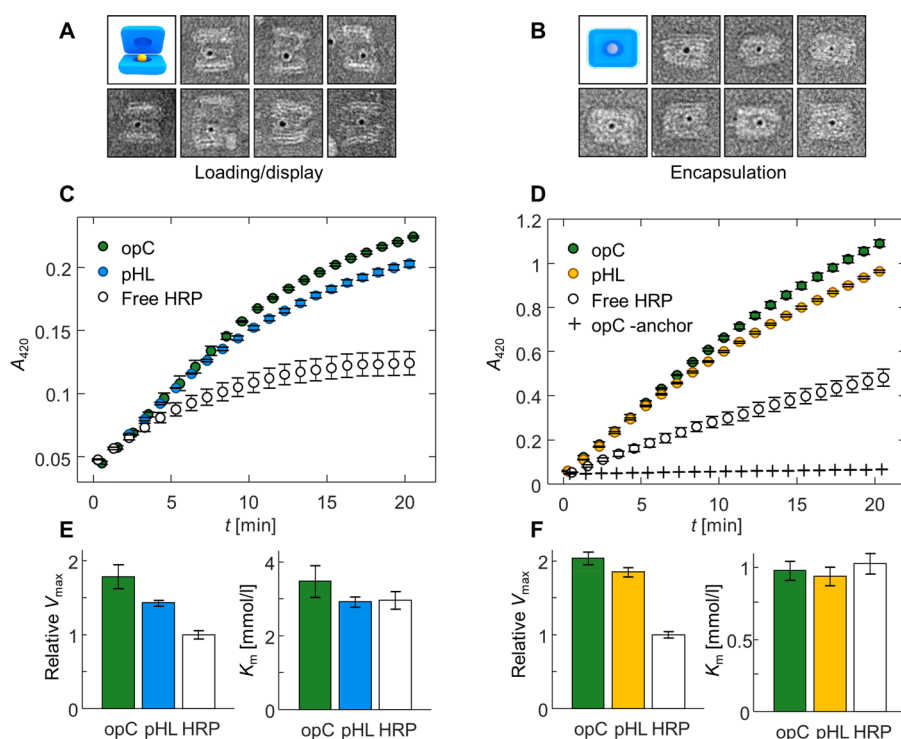 A
B
Loading/display
Encapsulation
C
D
opC
pHL
Free HRP
0.2
0.15
0.1
0.05
A420
0
5
10
15
20
t [min]
opC
pHL
Free HRP
opC -anchor
1.2
1
0.8
0.6
0.4
0.2
0
A420
0
5
10
15
20
t [min]
E
F
2
1
0
Relative Vmax
opC pHL HRP
4
2
0
Km [mmol/l]
opC pHL HRP
2
1
0
Relative Vmax
opC pHL HRP
1
0.5
0
Km [mmol/l]
opC pHL HRP